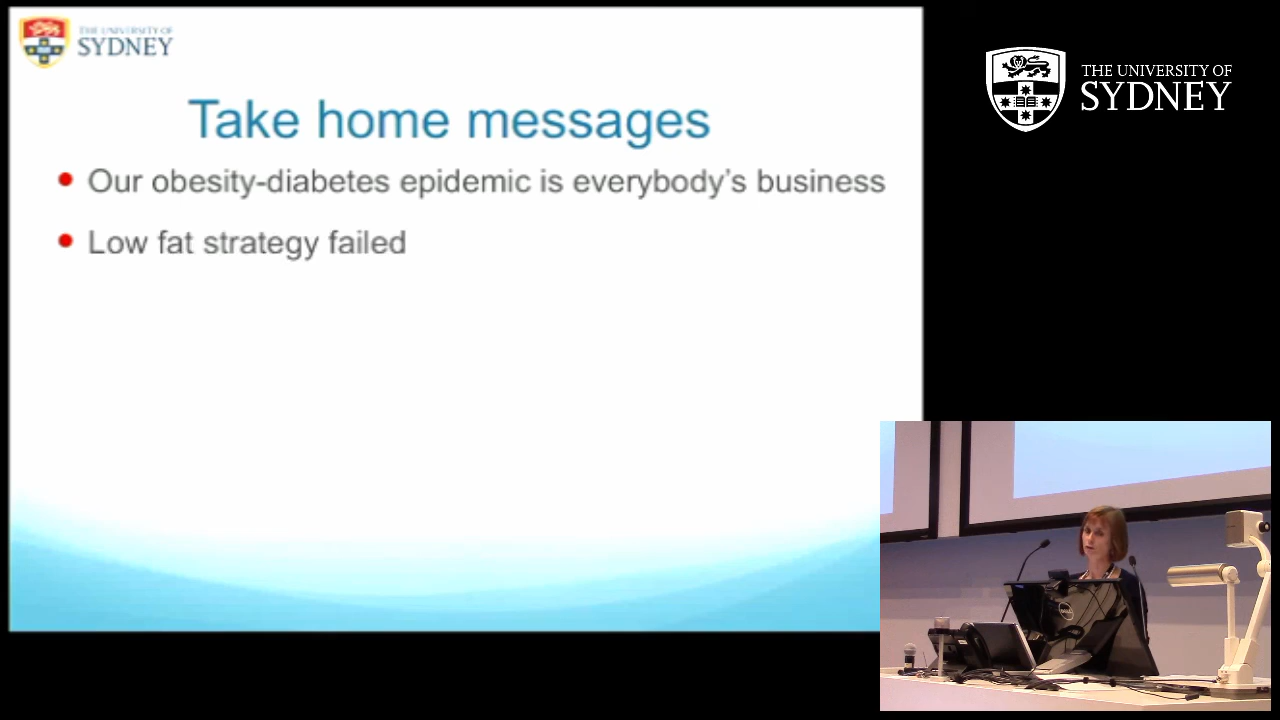 THE UNIVERSITY OF
SYDNEY
Take home messages
Our obesity-diabetes epidemic is everybody's business
Low fat strategy failed
THE UNIVERSITY OF
SYDNEY
DELL